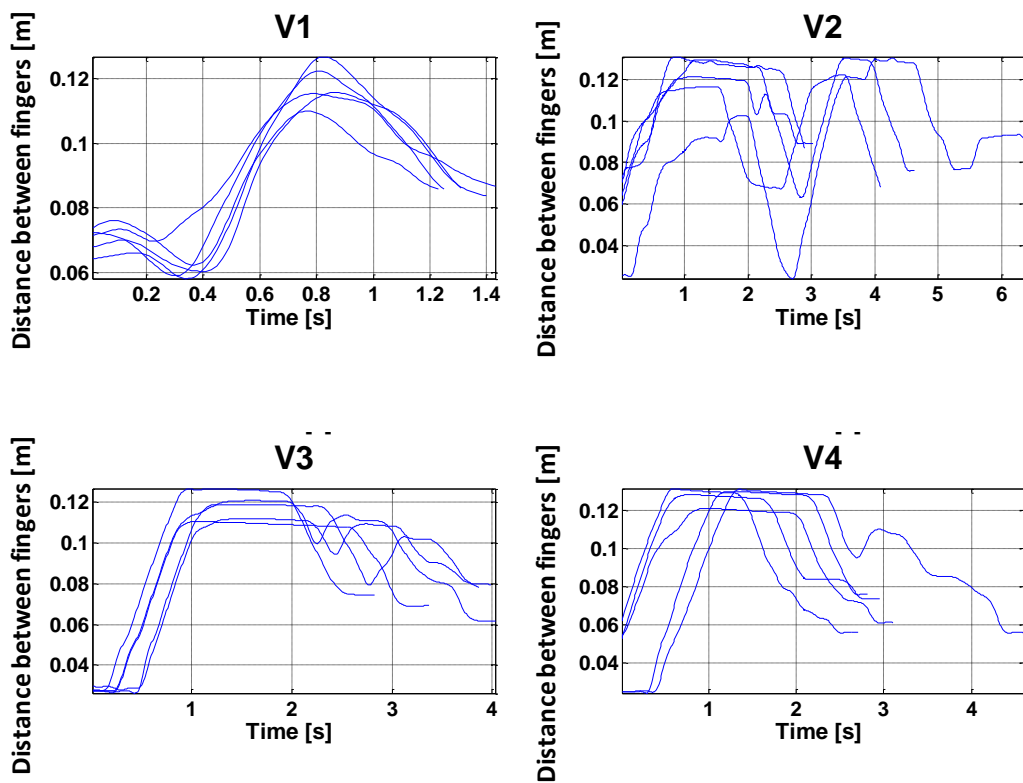 V1
Distance between fingers [m]
0.12
0.1
0.08
0.06
0.2 0.4 0.6 0.8 1 1.2 1.4
Time [s]
V2
Distance between fingers [m]
0.12
0.1
0.08
0.06
0.04
1 2 3 4 5 6
Time [s]
V3
Distance between fingers [m]
0.12
0.1
0.08
0.06
0.04
1 2 3 4
Time [s]
V4
Distance between fingers [m]
0.12
0.1
0.08
0.06
0.04
1 2 3 4
Time [s]